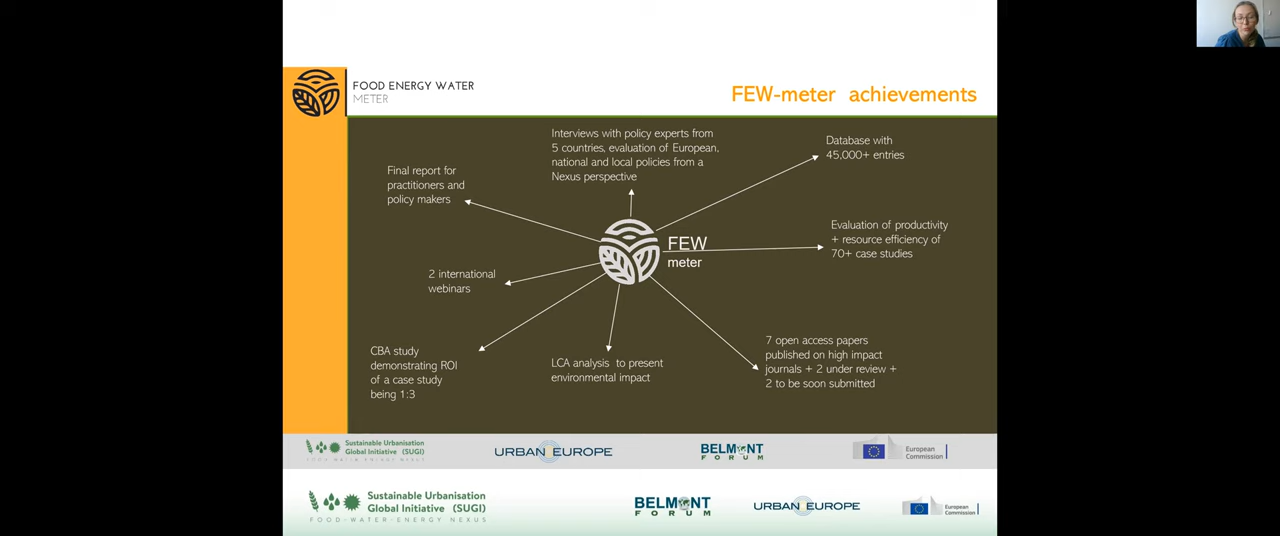 FOOD ENERGY WATER
METER
FEW-meter achievements
Interviews with policy experts from
5 countries, evaluation of European,
national and local policies from a
Nexus perspective
Database with
45,000+ entries
Final report for
practitioners and
policy makers
Evaluation of productivity
+ resource efficiency of
70+ case studies
FEW
meter
2 international
webinars
CBA study
demonstrating ROI
of a case study
being 1:3
LCA analysis to present
environmental impact
7 open access papers
published on high impact
journals + 2 under review +
2 to be soon submitted
Sustainable Urbanisation
Global Initiative (SUGI)
FOOD-WATER-ENERGY NEXUS
URBAN EUROPE
BELMONT
FORUM
European
Commission
Sustainable Urbanisation
Global Initiative (SUGI)
FOOD-WATER-ENERGY NEXUS
BELMONT
FORUM
URBAN EUROPE
European
Commission